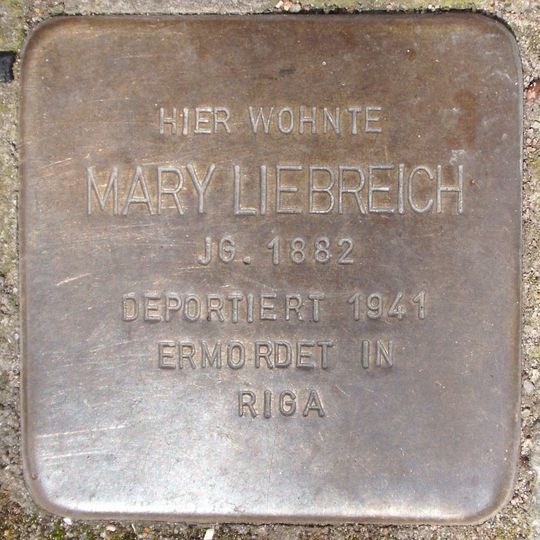 HIER WOHNTE
MARY LIEBREICH
JG. 1882
DEPORTIERT 1941
ERMORDET IN
RIGA